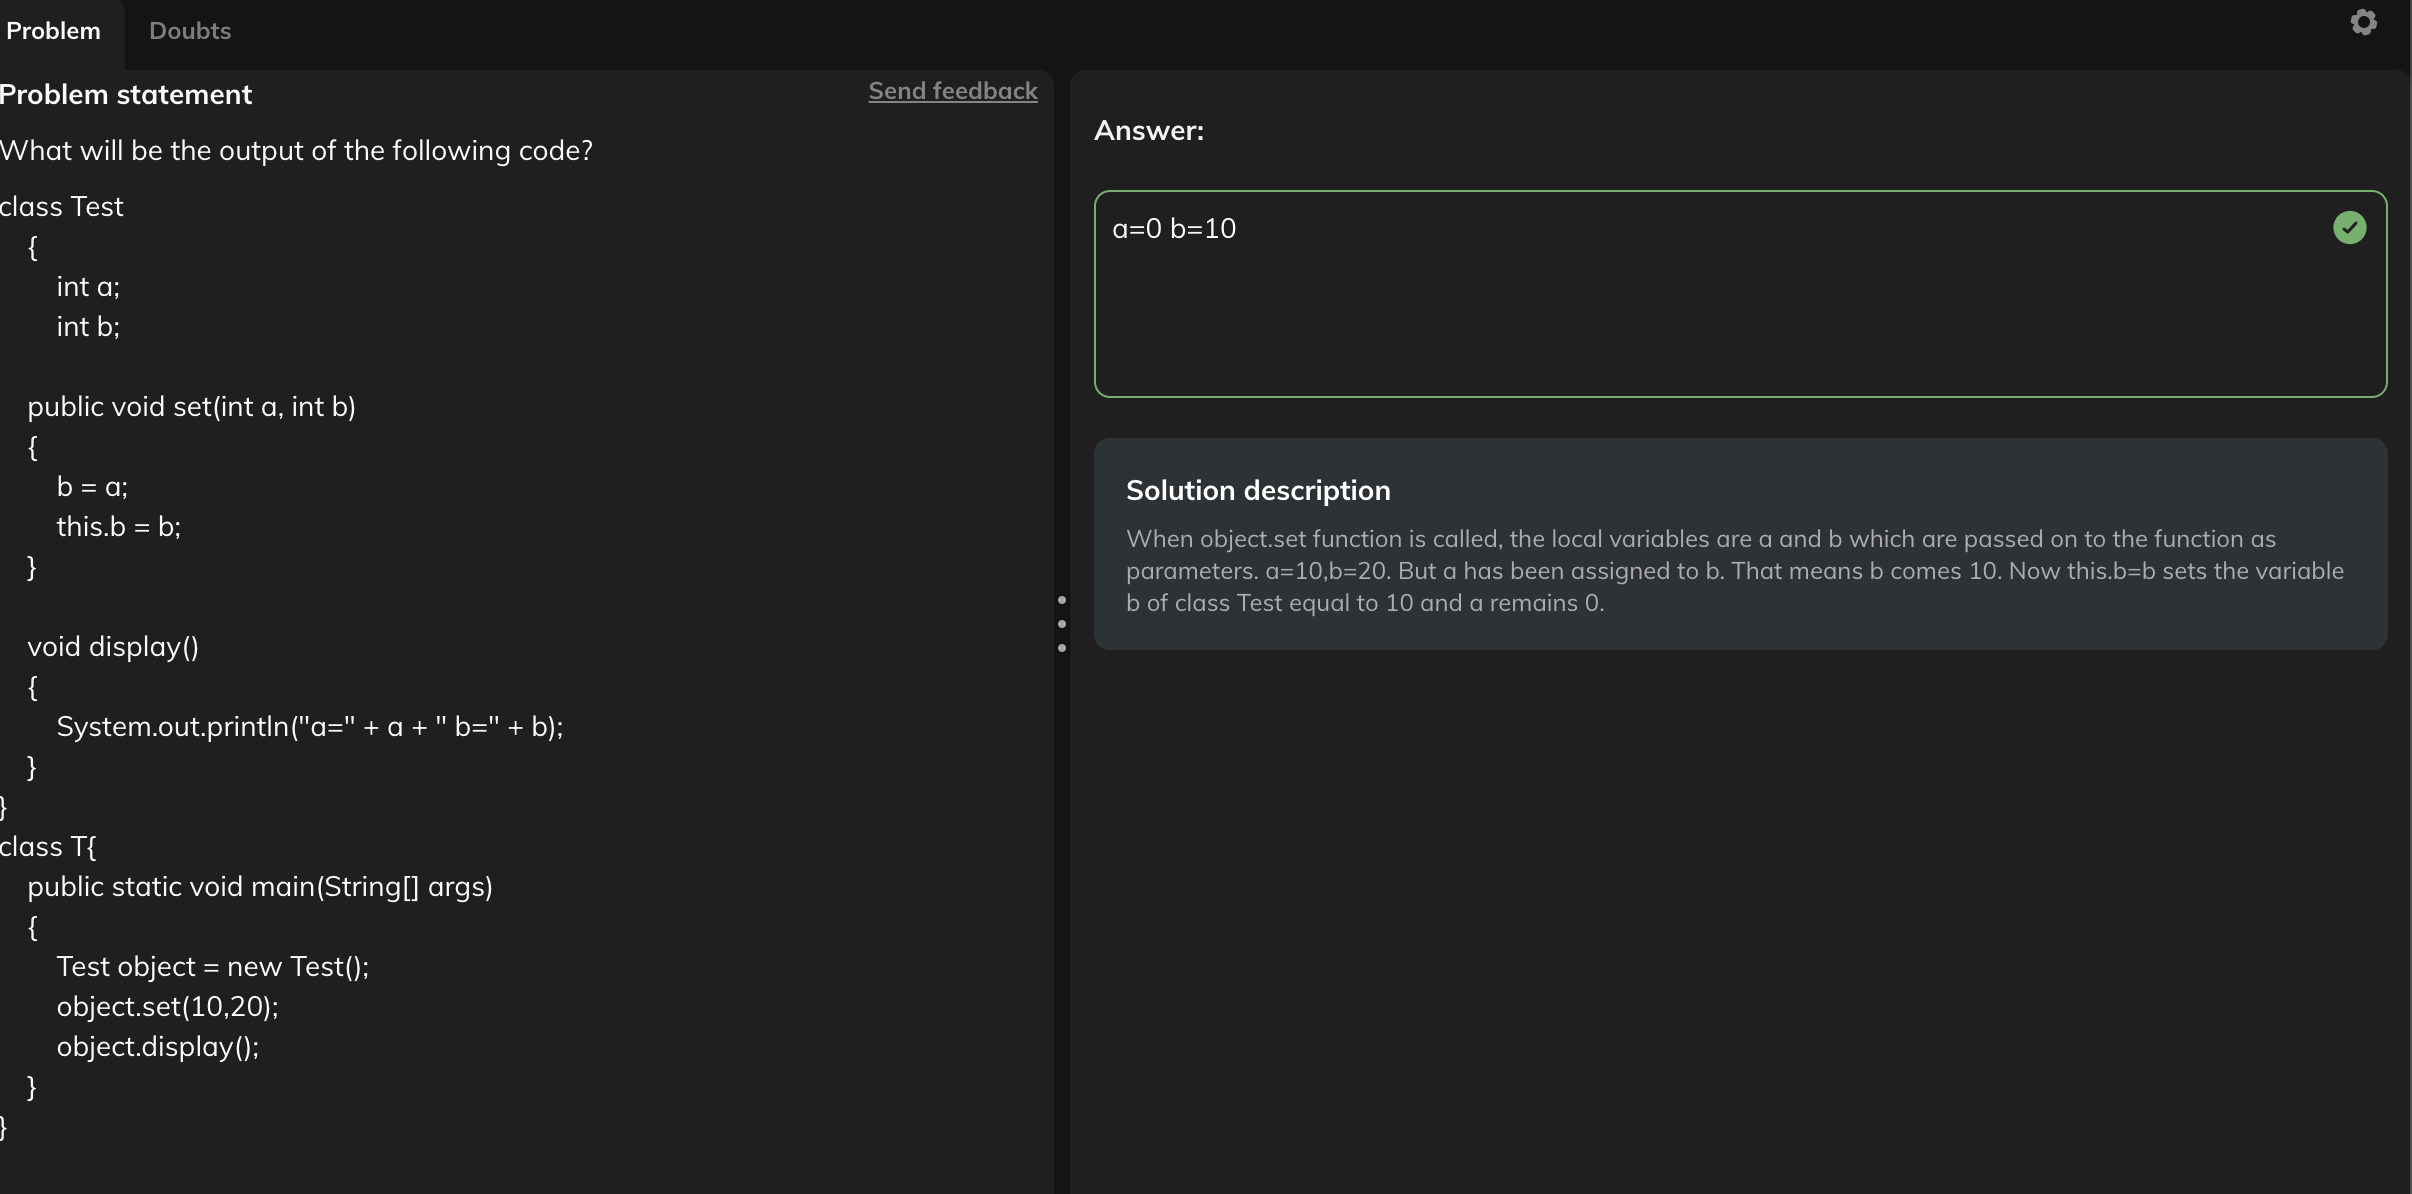 Problem
Doubts
Problem statement
Send feedback
What will be the output of the following code?
class Test
{
int a;
int b;
public void set(int a, int b)
{
b = a;
this.b = b;
}
void display()
{
System.out.println("a=" + a + " b=" + b);
}
}
class T{
public static void main(String[] args)
{
Test object = new Test();
object.set(10,20);
object.display();
}
}
Answer:
a=0 b=10
Solution description
When object.set function is called, the local variables are a and b which are passed on to the function as
parameters. a=10,b=20. But a has been assigned to b. That means b comes 10. Now this.b=b sets the variable
b of class Test equal to 10 and a remains 0.